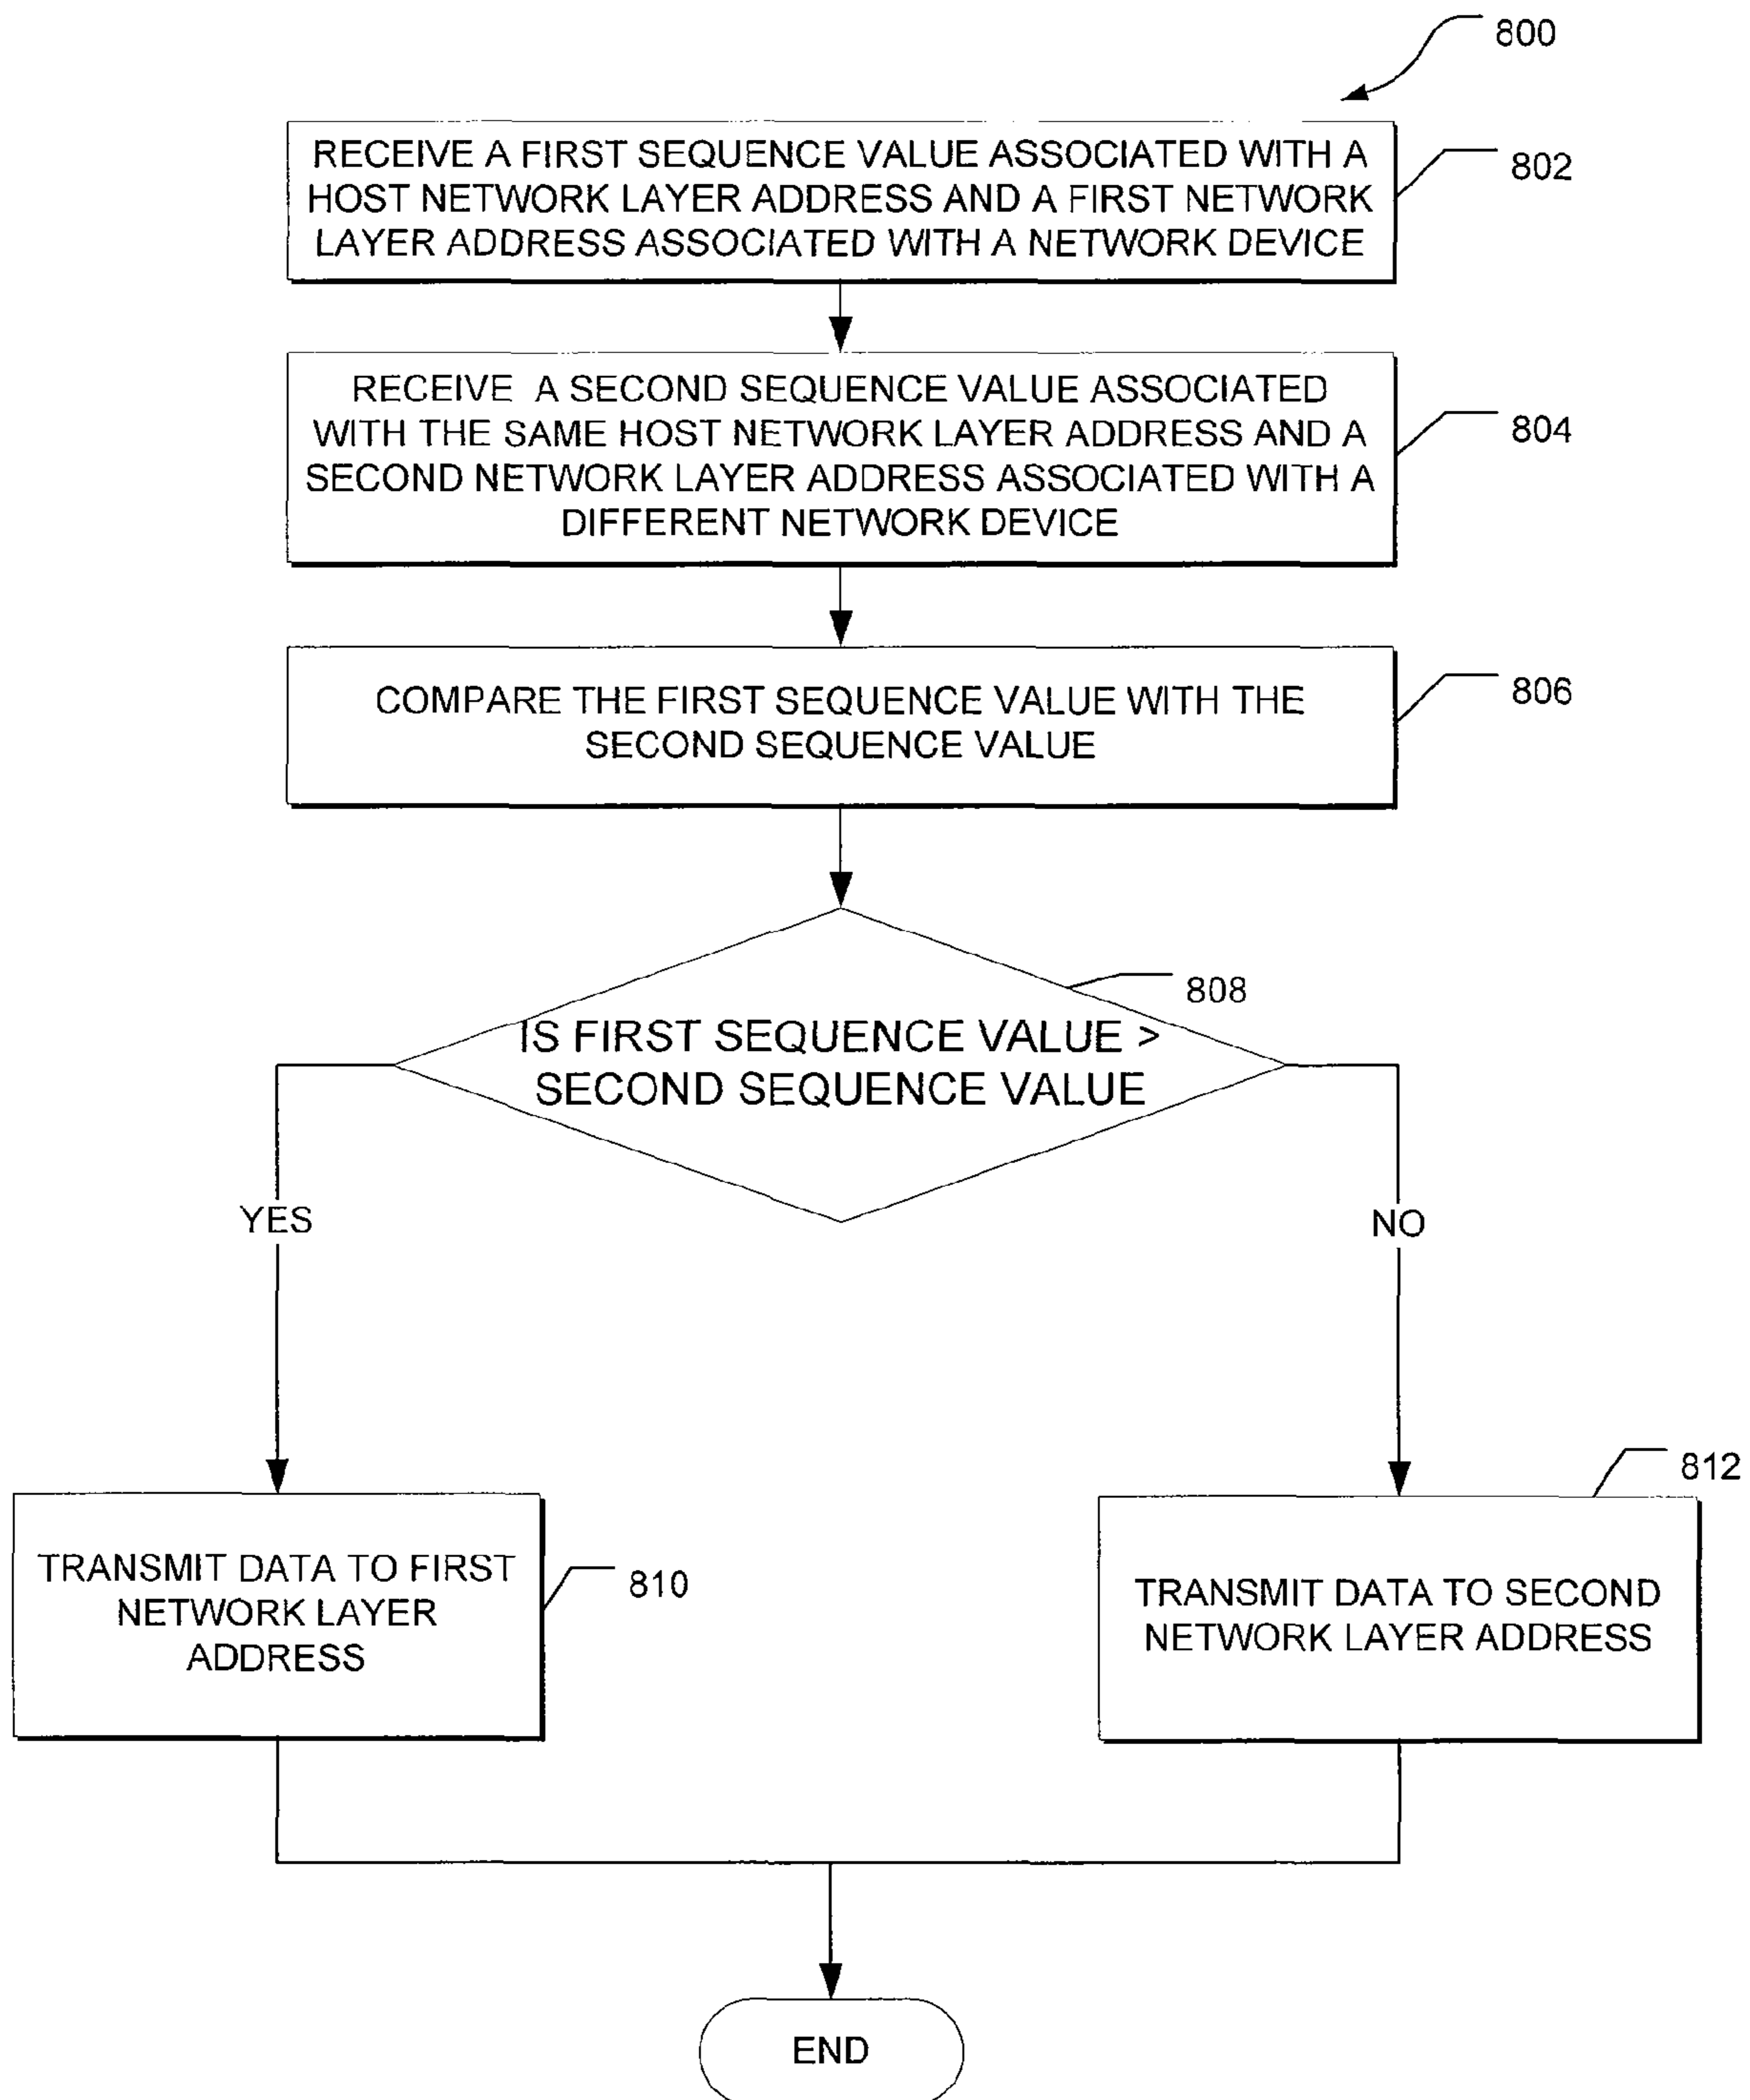 800
RECEIVE A FIRST SEQUENCE VALUE ASSOCIATED WITH A
HOST NETWORK LAYER ADDRESS AND A FIRST NETWORK
LAYER ADDRESS ASSOCIATED WITH A NETWORK DEVICE
802
RECEIVE A SECOND SEQUENCE VALUE ASSOCIATED
WITH THE SAME HOST NETWORK LAYER ADDRESS AND A
SECOND NETWORK LAYER ADDRESS ASSOCIATED WITH A
DIFFERENT NETWORK DEVICE
804
COMPARE THE FIRST SEQUENCE VALUE WITH THE
SECOND SEQUENCE VALUE
806
808
IS FIRST SEQUENCE VALUE >
SECOND SEQUENCE VALUE
YES
NO
TRANSMIT DATA TO FIRST
NETWORK LAYER
ADDRESS
810
812
TRANSMIT DATA TO SECOND
NETWORK LAYER ADDRESS
END